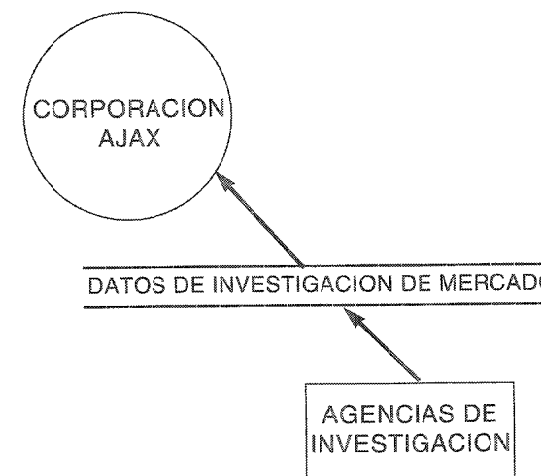 CORPORACION
AJAX
DATOS DE INVESTIGACION DE MERCADO
AGENCIAS DE
INVESTIGACION